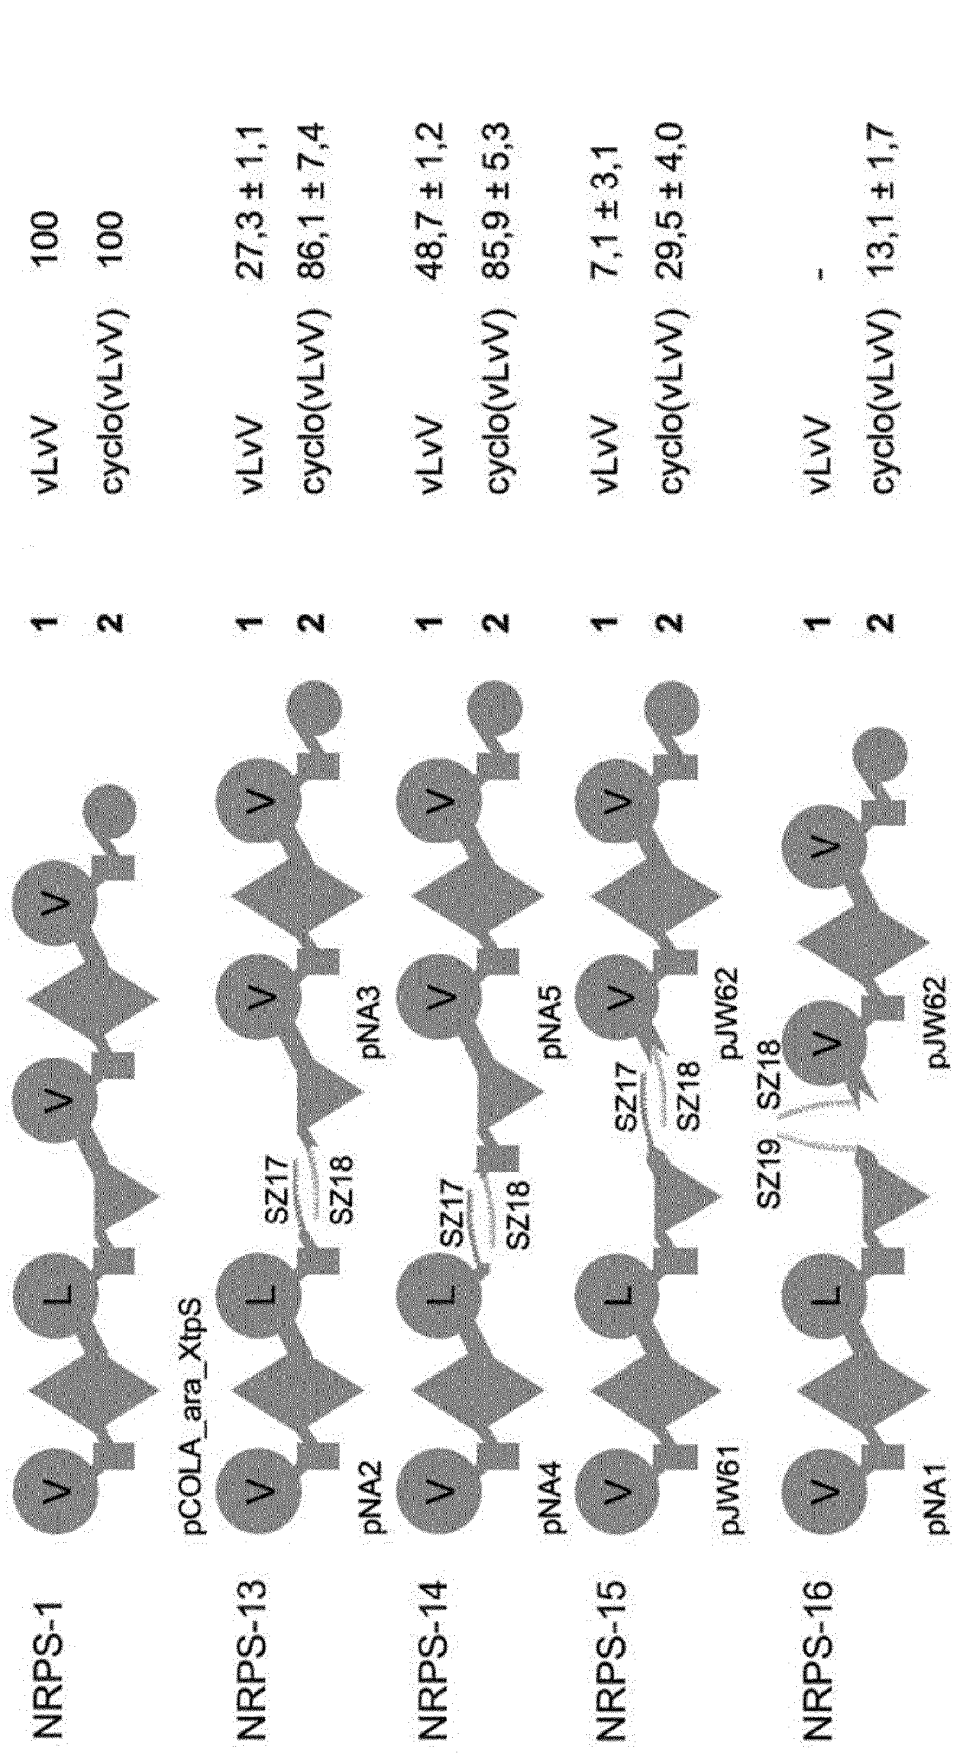 NRPS-1
V L V V
pCOLA_ara_XtpS
1 vLvV 100
2 cyclo(vLvV) 100
NRPS-13
V L V V
SZ17
SZ18
pNA2 pNA3
1 vLvV 27,3 ± 1,1
2 cyclo(vLvV) 86,1 ± 7,4
NRPS-14
V L V V
SZ17
SZ18
pNA4 pNA5
1 vLvV 48,7 ± 1,2
2 cyclo(vLvV) 85,9 ± 5,3
NRPS-15
V L V V
SZ17
SZ18
pJW61 pJW62
1 vLvV 7,1 ± 3,1
2 cyclo(vLvV) 29,5 ± 4,0
NRPS-16
SZ19 SZ18
V L V V
pNA1 pJW62
1 vLvV -
2 cyclo(vLvV) 13,1 ± 1,7